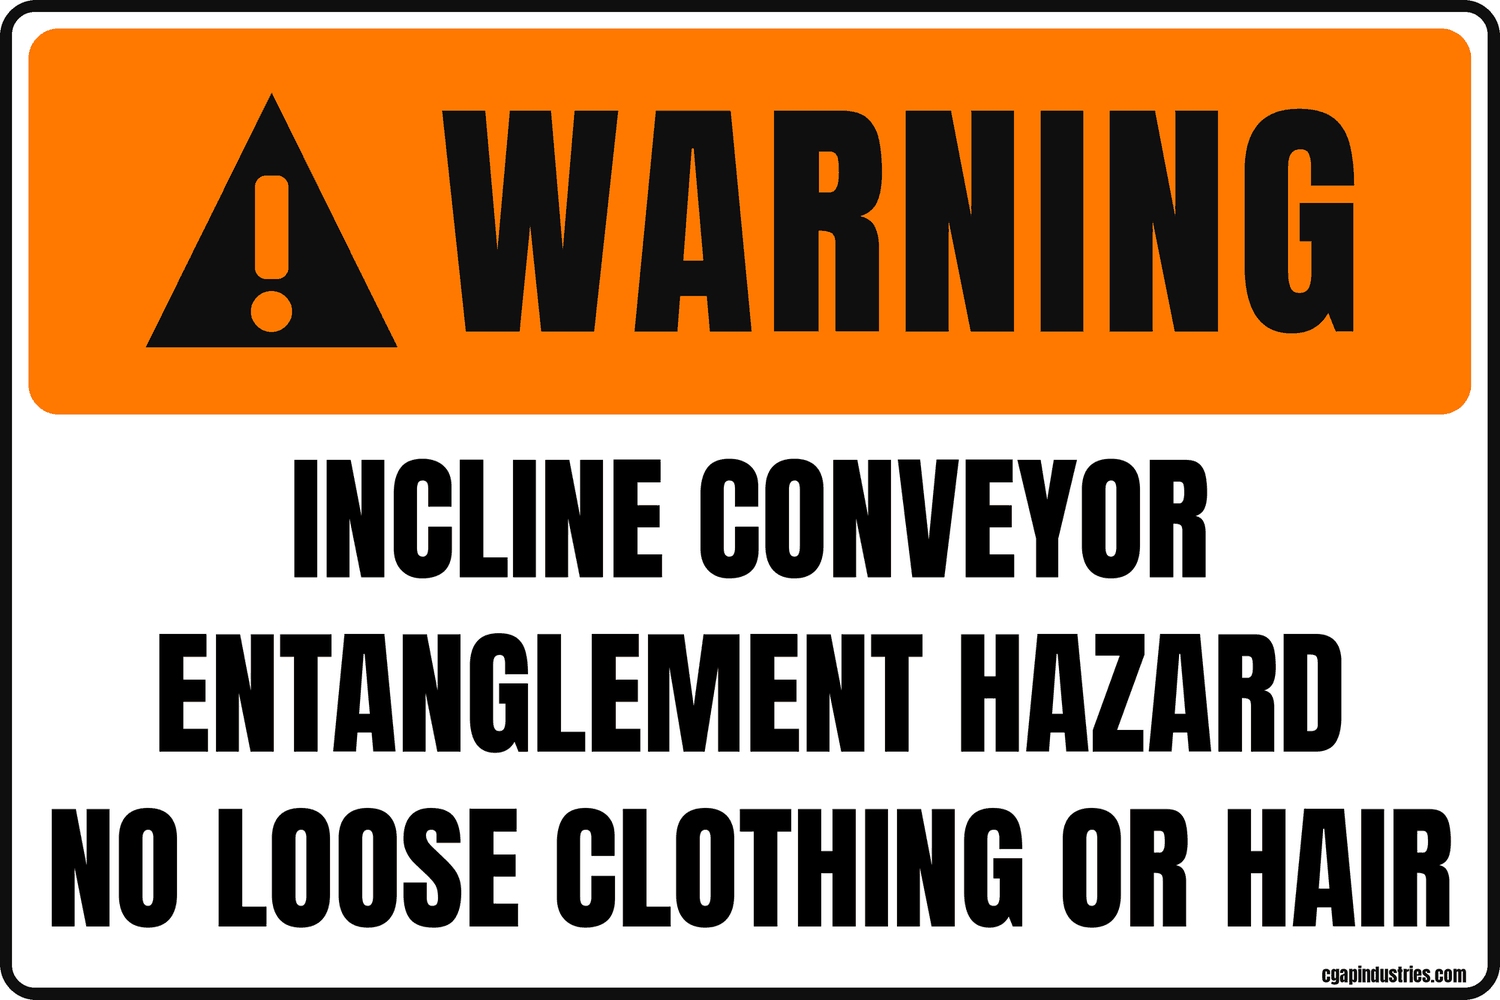 WARNING
INCLINE CONVEYOR
ENTANGLEMENT HAZARD
NO LOOSE CLOTHING OR HAIR
cgapindustries.com